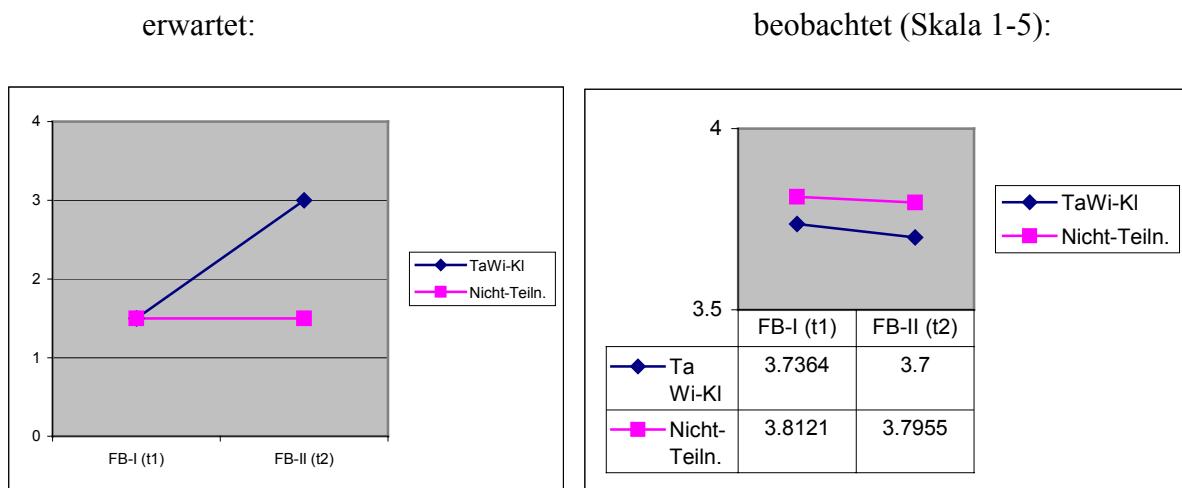 erwartet:
beobachtet (Skala 1-5):
4
3
2
1
0
FB-I (t1) FB-II (t2)
TaWi-Kl
Nicht-Teiln.
4
3.5
FB-I (t1) FB-II (t2)
Ta
Wi-Kl
3.7364 3.7
Nicht-
Teiln.
3.8121 3.7955
TaWi-Kl
Nicht-Teiln.